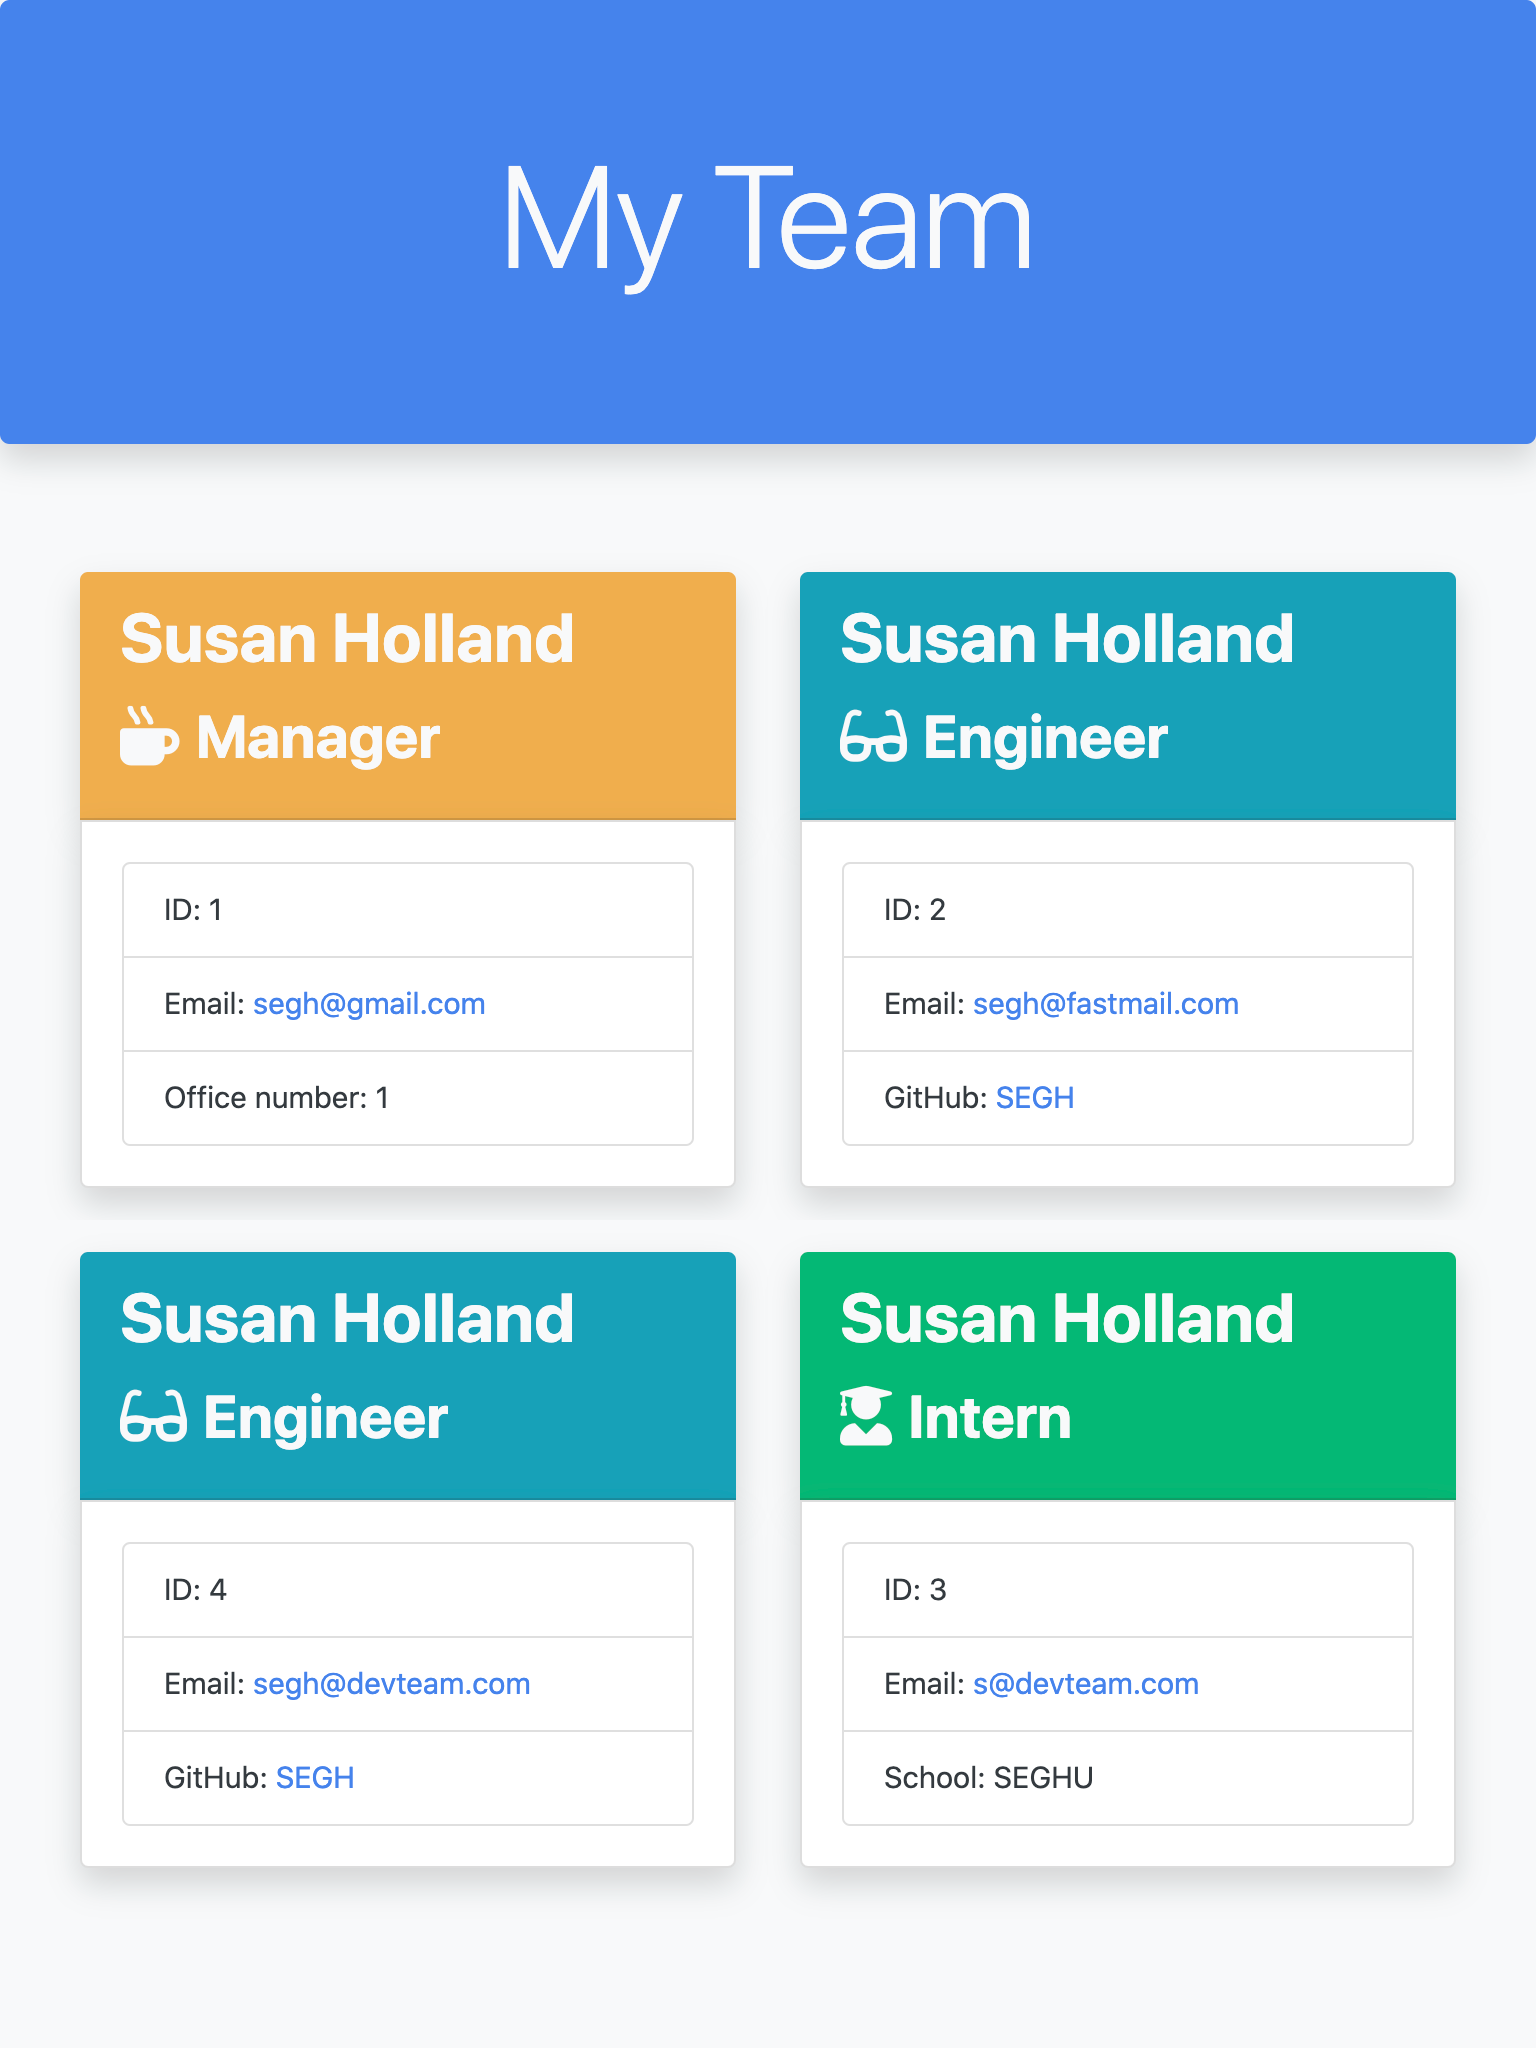 My Team
Susan Holland
Manager
ID: 1
Email: segh@gmail.com
Office number: 1
Susan Holland
Engineer
ID: 2
Email: segh@fastmail.com
GitHub: SEGH
Susan Holland
Engineer
ID: 4
Email: segh@devteam.com
GitHub: SEGH
Susan Holland
Intern
ID: 3
Email: s@devteam.com
School: SEGHU